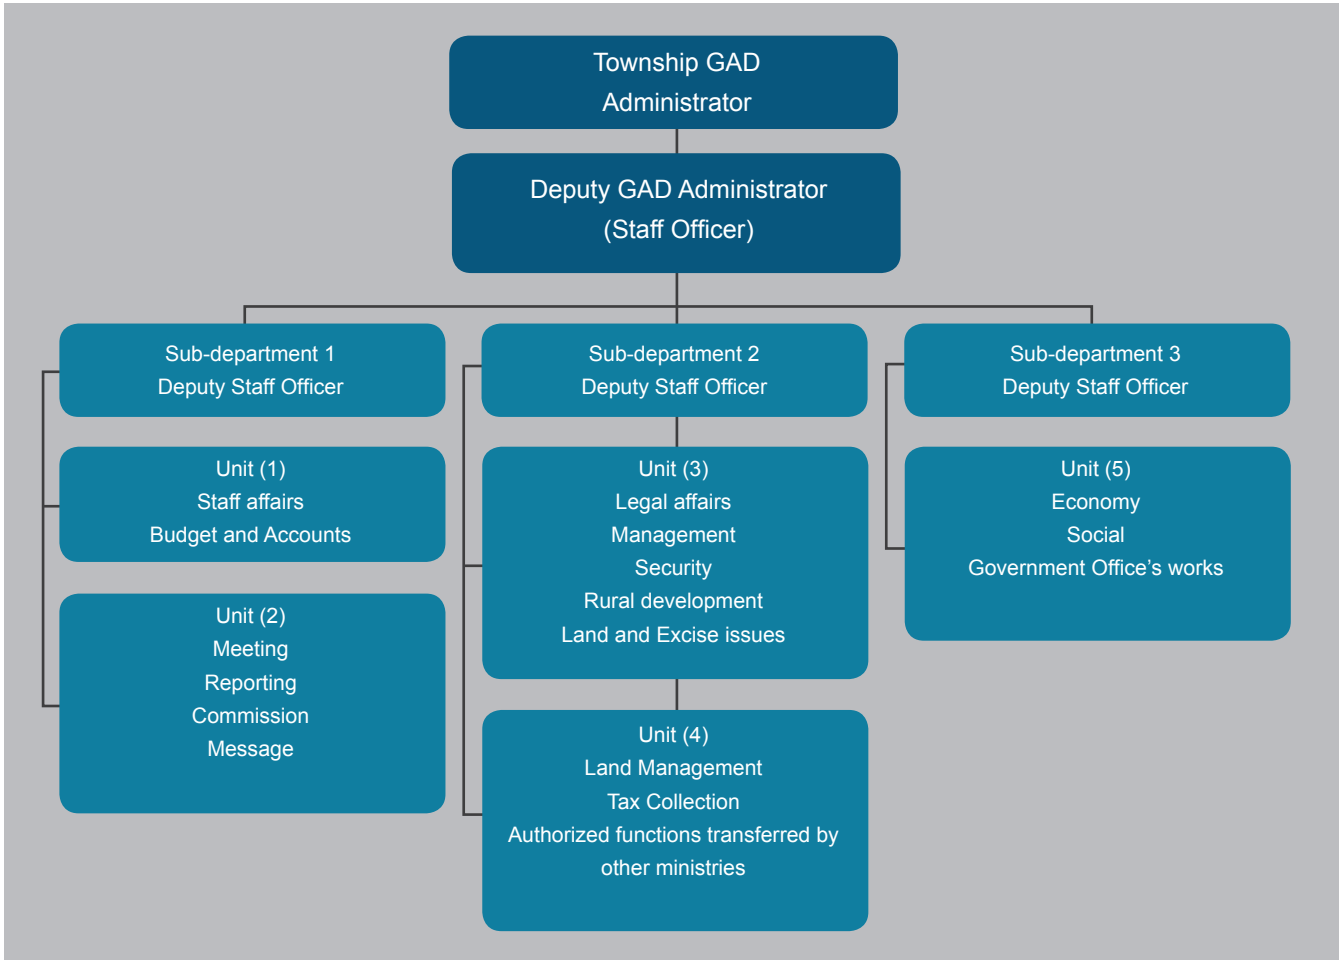 Township GAD
Administrator
Deputy GAD Administrator
(Staff Officer)
Sub-department 1
Deputy Staff Officer
Unit (1)
Staff affairs
Budget and Accounts
Unit (2)
Meeting
Reporting
Commission
Message
Sub-department 2
Deputy Staff Officer
Unit (3)
Legal affairs
Management
Security
Rural development
Land and Excise issues
Unit (4)
Land Management
Tax Collection
Authorized functions transferred by
other ministries
Sub-department 3
Deputy Staff Officer
Unit (5)
Economy
Social
Government Office’s works